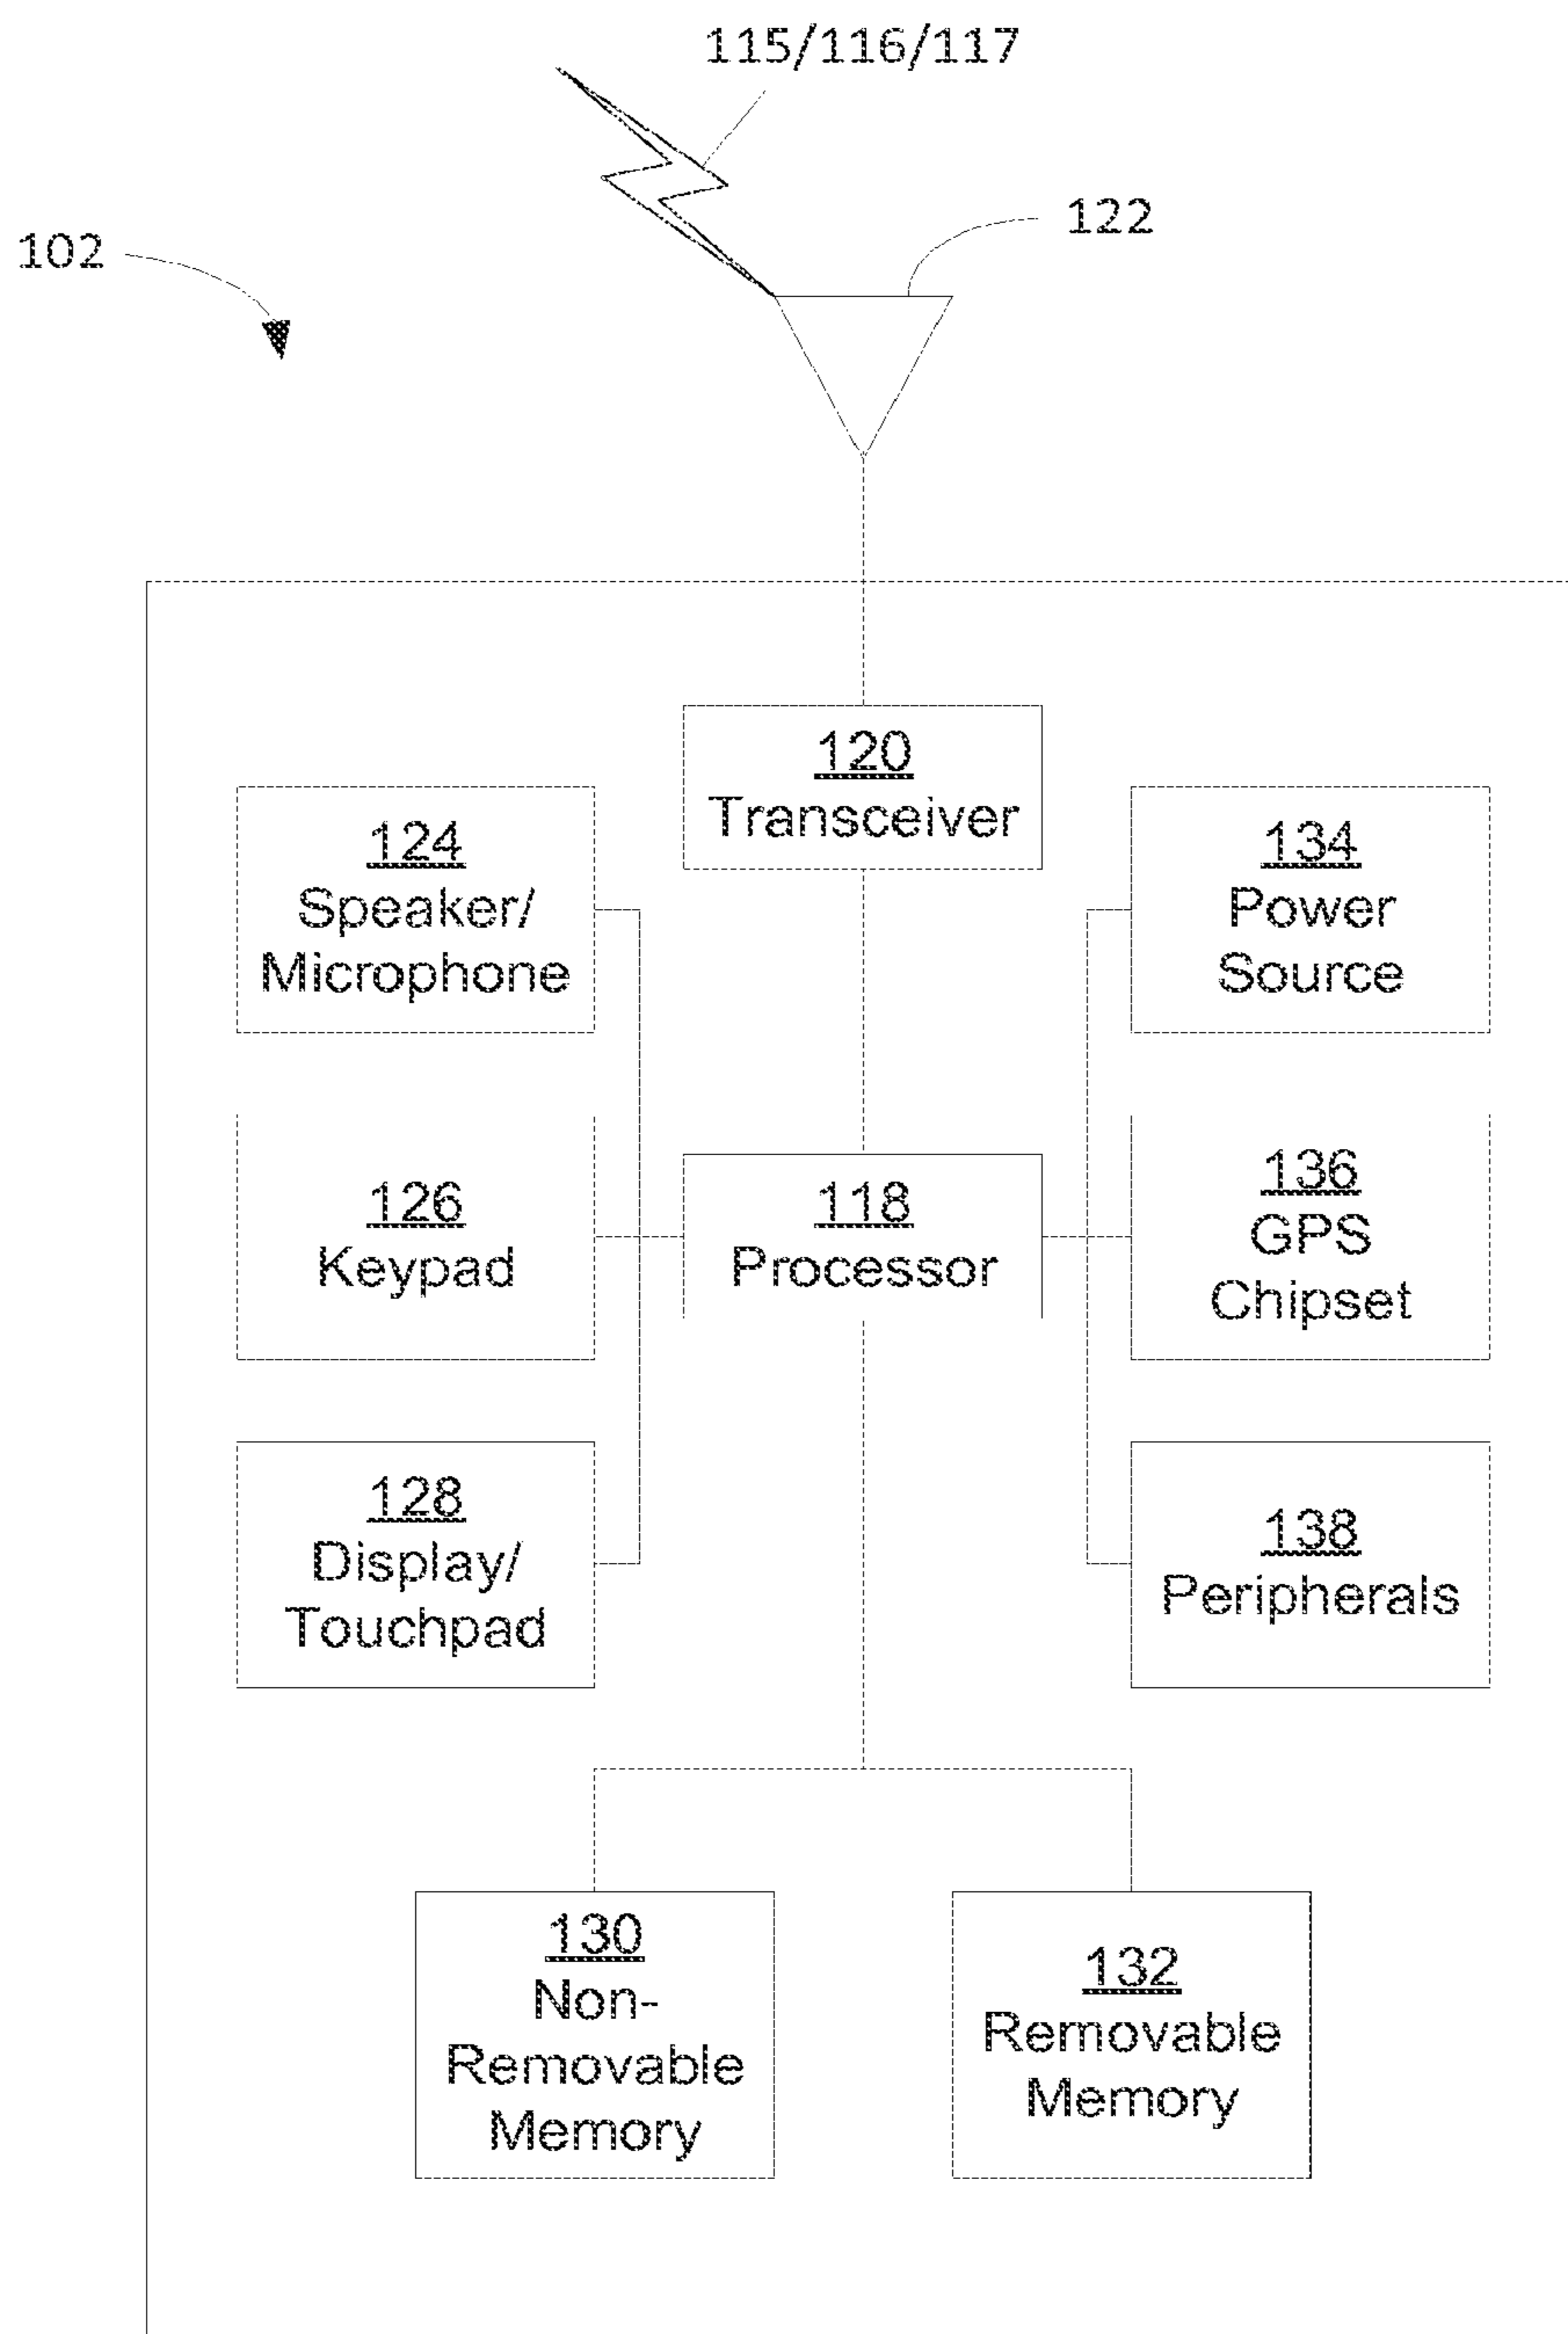 115/116/117
122
102
120
Transceiver
124
Speaker/
Microphone
134
Power
Source
126
Keypad
118
Processor
136
GPS
Chipset
128
Display/
Touchpad
138
Peripherals
130
Non-
Removable
Memory
132
Removable
Memory